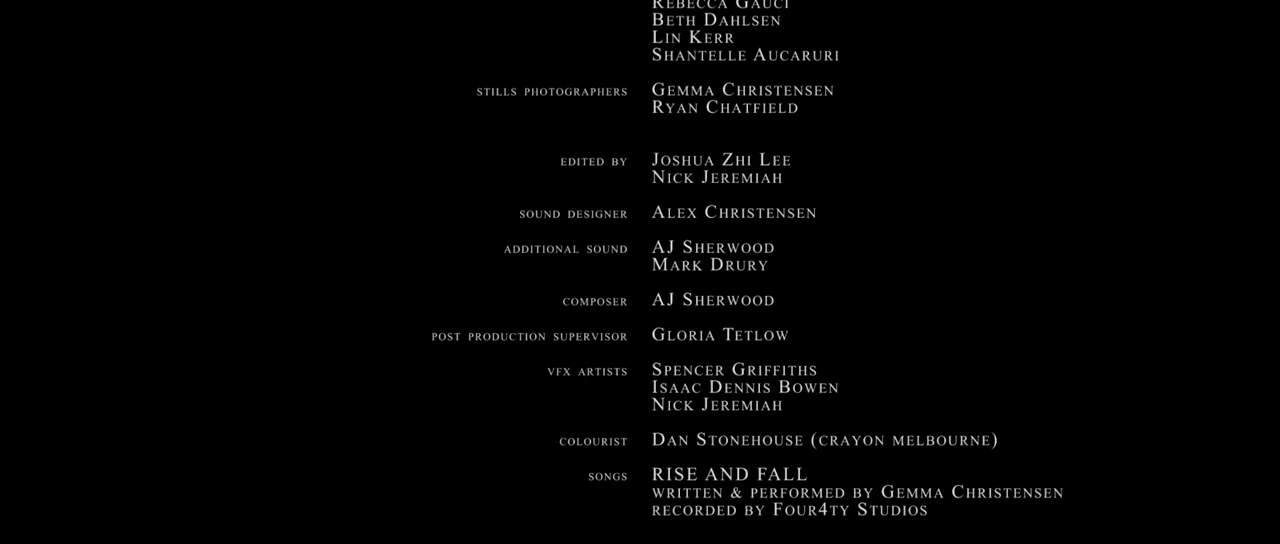 REBECCA GAUCI
BETH DAHLSEN
LIN KERR
SHANTELLE AUCARURI
STILLS PHOTOGRAPHERS GEMMA CHRISTENSEN
RYAN CHATFIELD
EDITED BY JOSHUA ZHI LEE
NICK JEREMIAH
SOUND DESIGNER ALEX CHRISTENSEN
ADDITIONAL SOUND AJ SHERWOOD
MARK DRURY
COMPOSER AJ SHERWOOD
POST PRODUCTION SUPERVISOR GLORIA TETLOW
VFX ARTISTS SPENCER GRIFFITHS
ISAAC DENNIS BOWEN
NICK JEREMIAH
COLOURIST DAN STONEHOUSE (CRAYON MELBOURNE)
SONGS RISE AND FALL
WRITTEN & PERFORMED BY GEMMA CHRISTENSEN
RECORDED BY FOUR4TY STUDIOS